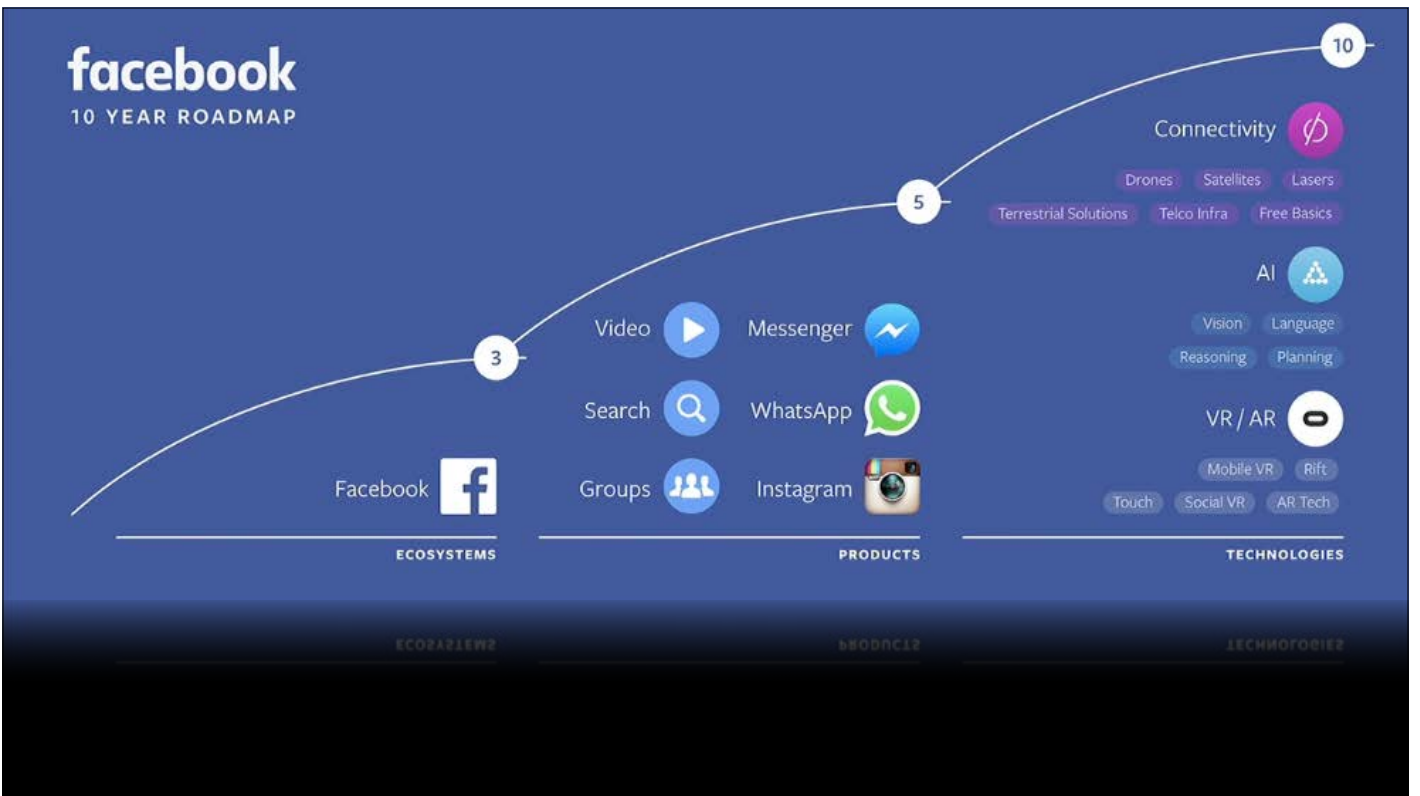 facebook
10 YEAR ROADMAP
3
5
10
Facebook
ECOSYSTEMS
Video
Messenger
Search
WhatsApp
Groups
Instagram
PRODUCTS
Connectivity
Drones Satellites Lasers
Terrestrial Solutions Telco Infra Free Basics
AI
Vision Language
Reasoning Planning
VR / AR
Mobile VR Rift
Touch Social VR AR Tech
TECHNOLOGIES